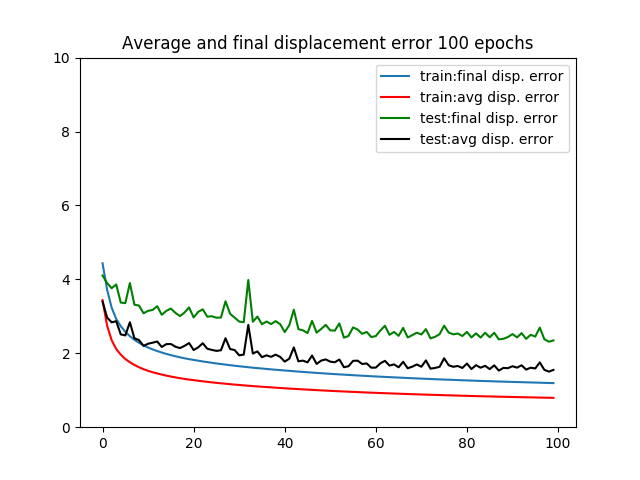 Average and final displacement error 100 epochs
10
8
6
4
2
0
0
20
40
60
80
100
train:final disp. error
train:avg disp. error
test:final disp. error
test:avg disp. error